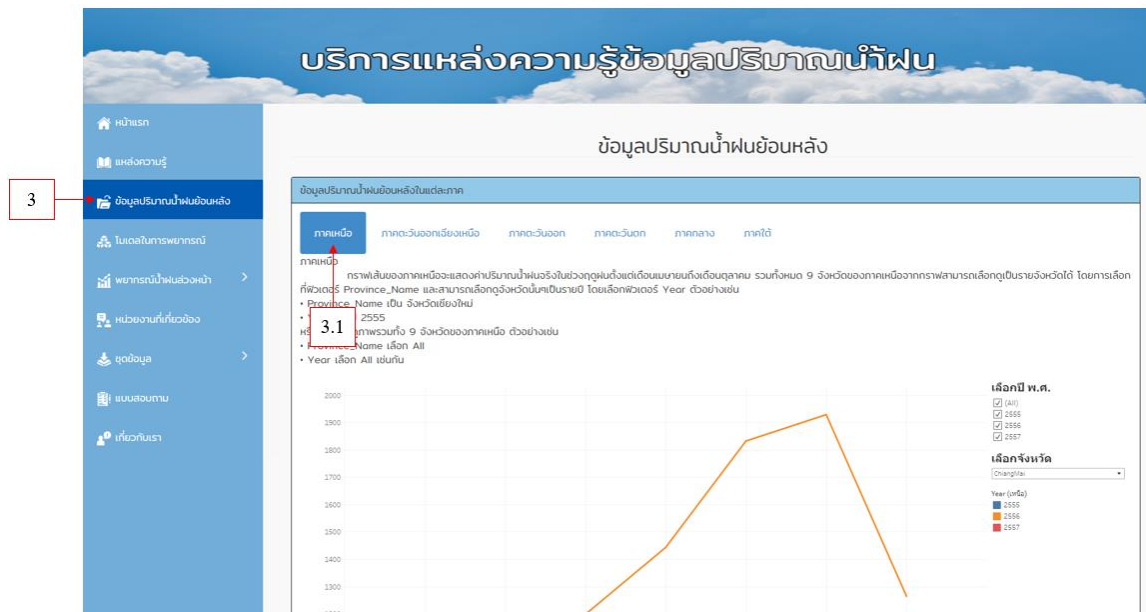 บริการแหล่งความรู้ข้อมูลปริมาณน้ำฝน
หน้าแรก
แหล่งความรู้
3
ข้อมูลปริมาณน้ำฝนย้อนหลัง
โมเดลในการพยากรณ์
พยากรณ์น้ำฝนล่วงหน้า
หน่วยงานที่เกี่ยวข้อง
ชุดข้อมูล
แบบสอบถาม
เกี่ยวกับเรา
ข้อมูลปริมาณน้ำฝนย้อนหลัง
ข้อมูลปริมาณน้ำฝนย้อนหลังในแต่ละภาค
ภาคเหนือ ภาคตะวันออกเฉียงเหนือ ภาคตะวันออก ภาคตะวันตก ภาคกลาง ภาคใต้
ภาคเหนือ
กราฟเส้นของภาคเหนือจะแสดงค่าปริมาณน้ำฝนจริงในช่วงฤดูฝนตั้งแต่เดือนเมษายนถึงเดือนตุลาคม รวมทั้งหมด 9 จังหวัดของภาคเหนือจากกราฟสามารถเลือกดูเป็นรายจังหวัดได้ โดยการเลือก
ที่ฟิวเตอร์ Province_Name และสามารถเลือกดูจังหวัดนั้นๆเป็นรายปี โดยเลือกฟิวเตอร์ Year ตัวอย่างเช่น
• Province_Name เป็น จังหวัดเชียงใหม่
• 2555
3.1
ภาพรวมทั้ง 9 จังหวัดของภาคเหนือ ตัวอย่างเช่น
• Province_Name เลือก All
• Year เลือก All เช่นกัน
2000
1900
1800
1700
1600
1500
1400
1300
เลือกปี พ.ศ.
(All)
2555
2556
2557
เลือกจังหวัด
ChiangMai
Year (เหนือ)
2555
2556
2557